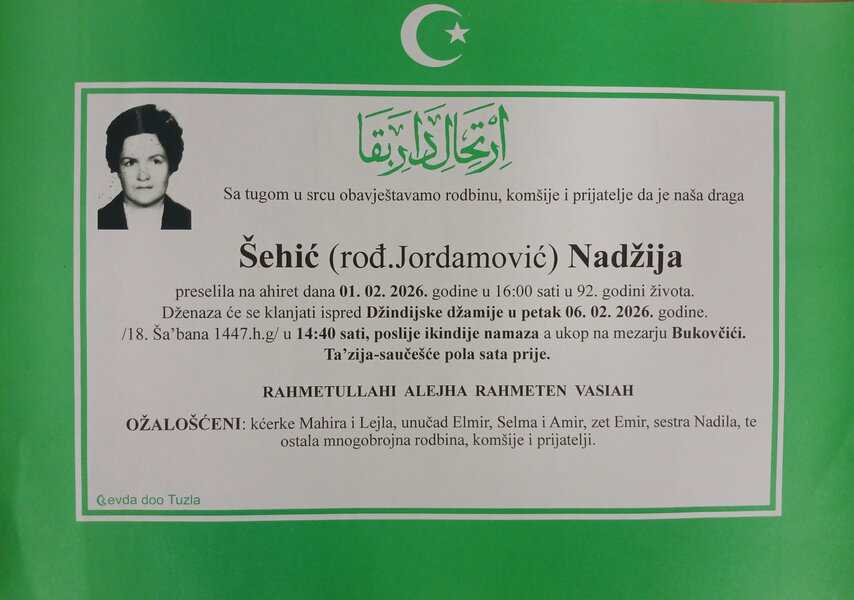 اِرْتِحَالِ دَارِ بَقَا
Sa tugom u srcu obavještavamo rodbinu, komšije i prijatelje da je naša draga
Šehić (rođ.Jordamović) Nadžija
preselila na ahiret dana 01. 02. 2026. godine u 16:00 sati u 92. godini života.
Dženaza će se klanjati ispred Džindijske džamije u petak 06. 02. 2026. godine.
/18. Ša’bana 1447.h.g/ u 14:40 sati, poslije ikindije namaza a ukop na mezarju Bukovčići.
Ta’zija-saučešće pola sata prije.
RAHMETULLAHI ALEJHA RAHMETEN VASIAH
OŽALOŠĆENI: kćerke Mahira i Lejla, unučad Elmir, Selma i Amir, zet Emir, sestra Nadila, te
ostala mnogobrojna rodbina, komšije i prijatelji.
evda doo Tuzla